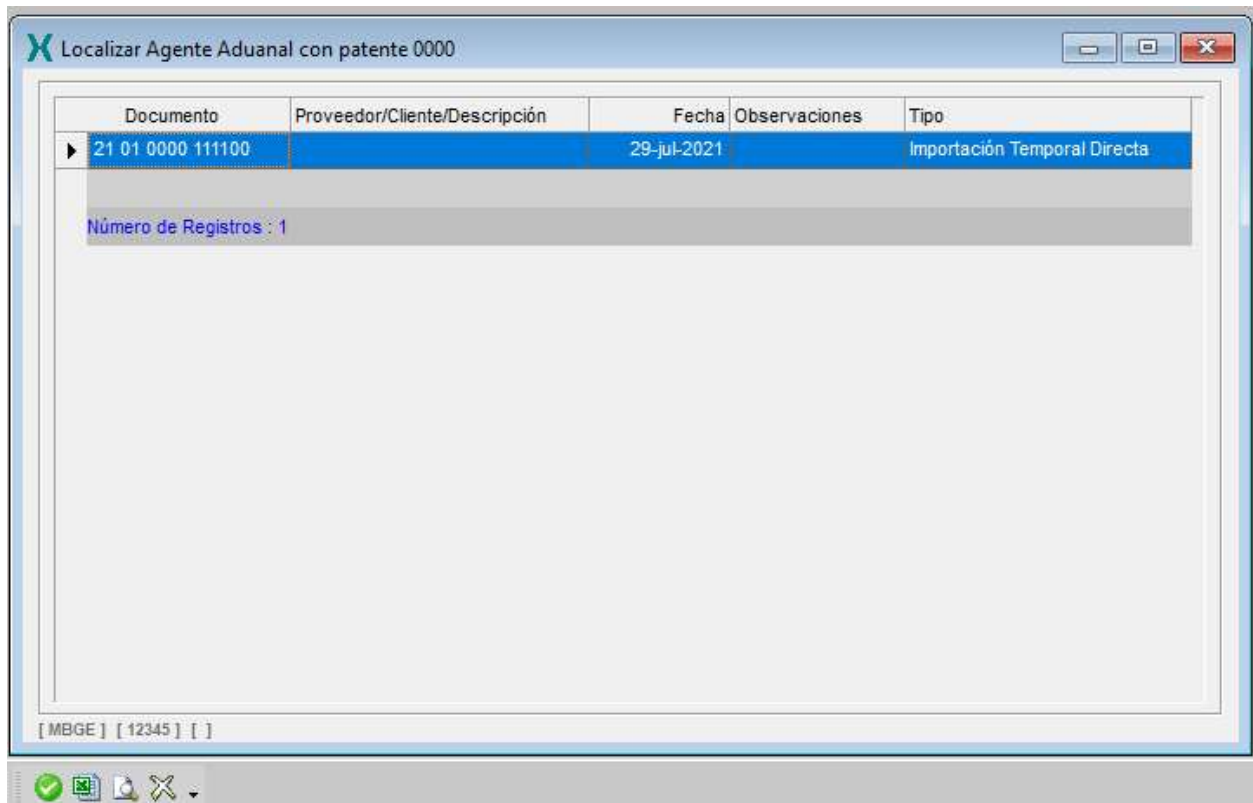 Localizar Agente Aduanal con patente 0000
Documento Proveedor/Cliente/Descripción Fecha Observaciones Tipo
21 01 0000 111100 29-jul-2021 Importación Temporal Directa
Número de Registros : 1
[ MBGE ] [ 12345 ] [ ]